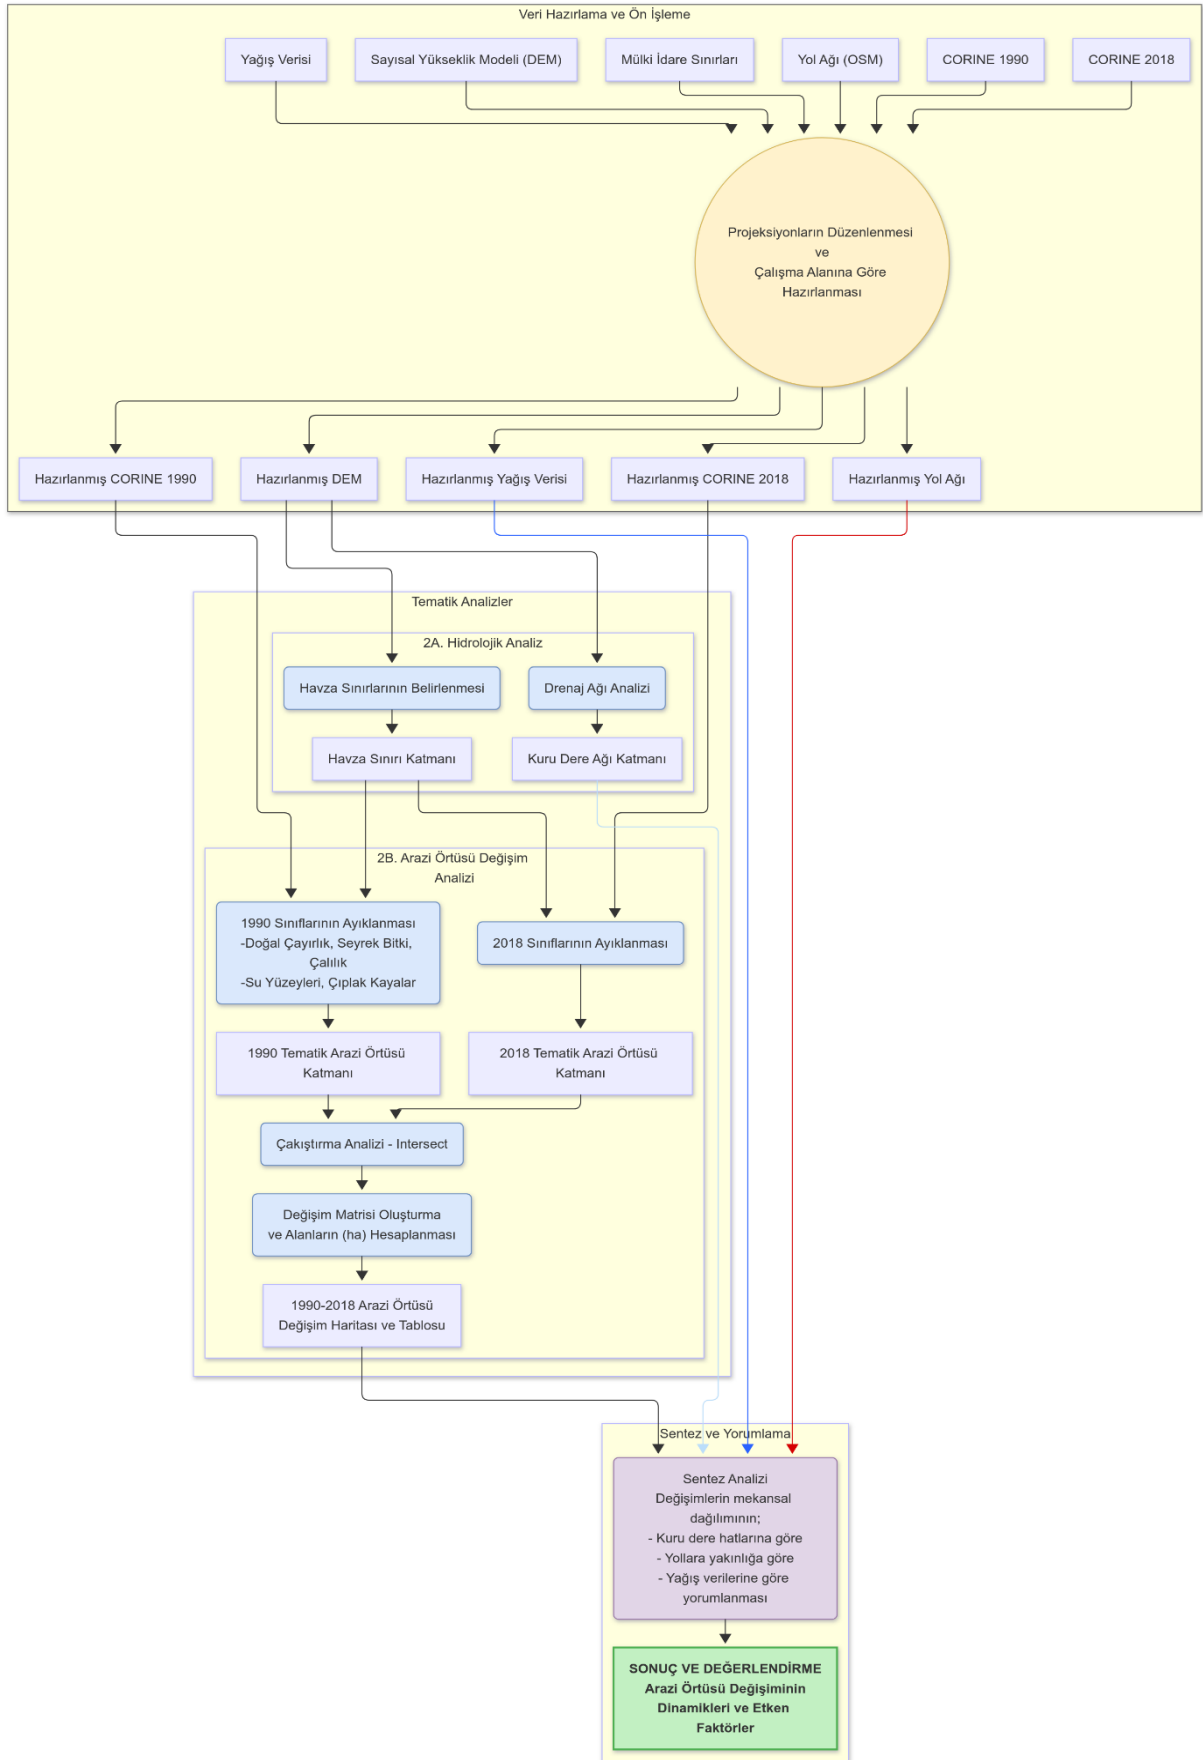 Veri Hazırlama ve Ön İşleme
Yağış Verisi
Sayısal Yükseklik Modeli (DEM)
Mülki İdare Sınırları
Yol Ağı (OSM)
CORINE 1990
CORINE 2018
Projeksiyonların Düzenlenmesi
ve
Çalışma Alanına Göre
Hazırlanması
Hazırlanmış CORINE 1990
Hazırlanmış DEM
Hazırlanmış Yağış Verisi
Hazırlanmış CORINE 2018
Hazırlanmış Yol Ağı
Tematik Analizler
2A. Hidrolojik Analiz
Havza Sınırlarının Belirlenmesi
Drenaj Ağı Analizi
Havza Sınırı Katmanı
Kuru Dere Ağı Katmanı
2B. Arazi Örtüsü Değişim
Analizi
1990 Sınıflarının Ayıklanması
-Doğal Çayırlık, Seyrek Bitki,
Çalılık
-Su Yüzeyleri, Çıplak Kayalar
2018 Sınıflarının Ayıklanması
1990 Tematik Arazi Örtüsü
Katmanı
2018 Tematik Arazi Örtüsü
Katmanı
Çakıştırma Analizi - Intersect
Değişim Matrisi Oluşturma
ve Alanların (ha) Hesaplanması
1990-2018 Arazi Örtüsü
Değişim Haritası ve Tablosu
Sentez ve Yorumlama
Sentez Analizi
Değişimlerin mekansal
dağılımının;
- Kuru dere hatlarına göre
- Yollara yakınlığa göre
- Yağış verilerine göre
yorumlanması
SONUÇ VE DEĞERLENDİRME
Arazi Örtüsü Değişiminin
Dinamikleri ve Etken
Faktörler